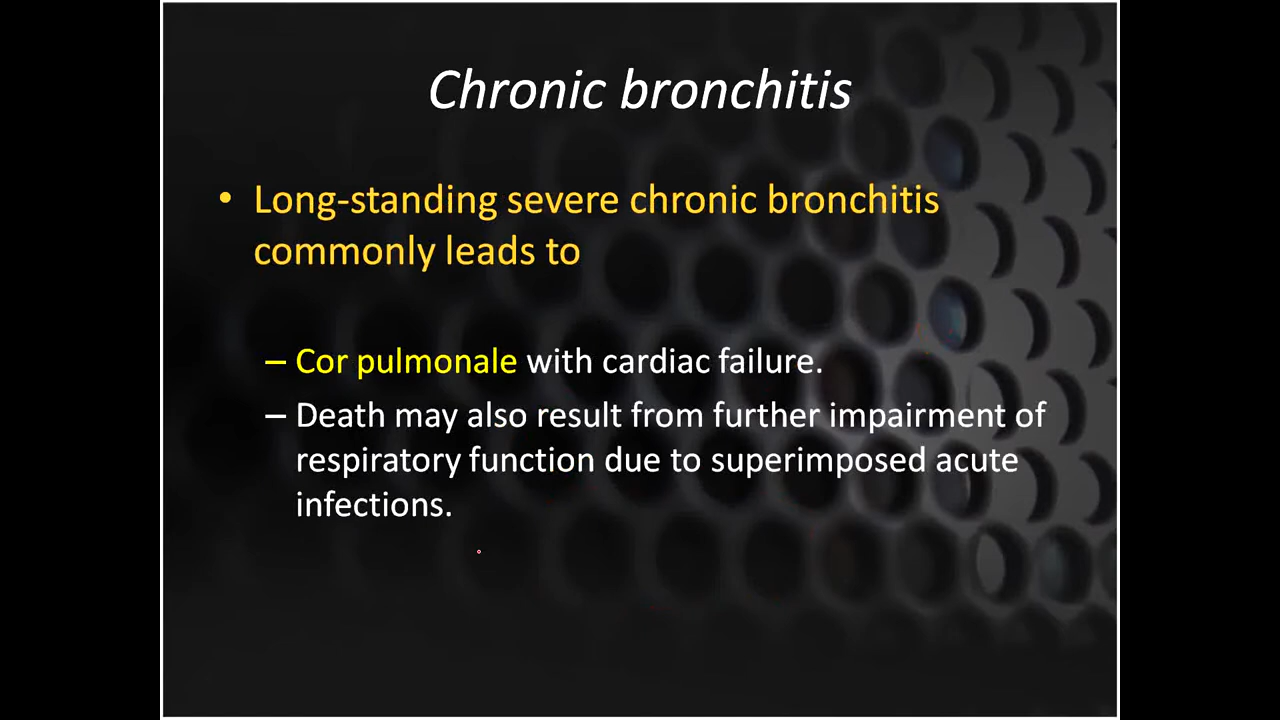 Chronic bronchitis
• Long-standing severe chronic bronchitis
commonly leads to
– Cor pulmonale with cardiac failure.
– Death may also result from further impairment of
respiratory function due to superimposed acute
infections.